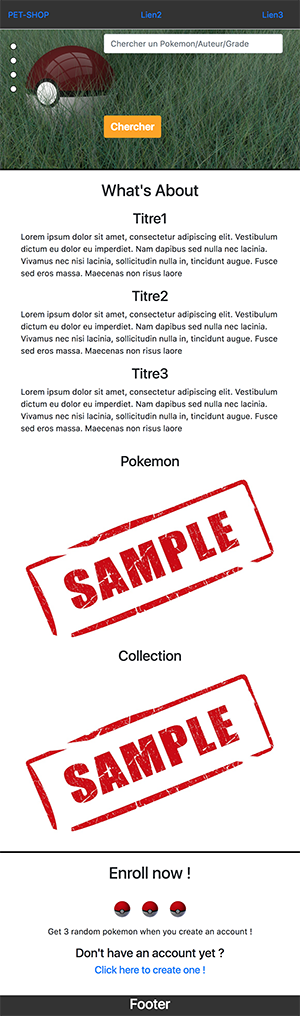 PET-SHOP Lien2 Lien3
Chercher un Pokemon/Auteur/Grade
Chercher
What's About
Titre1
Lorem ipsum dolor sit amet, consectetur adipiscing elit. Vestibulum
dictum eu dolor eu imperdiet. Nam dapibus sed nulla nec lacinia.
Vivamus nec nisi lacinia, sollicitudin nulla in, tincidunt augue. Fusce
sed eros massa. Maecenas non risus laore
Titre2
Lorem ipsum dolor sit amet, consectetur adipiscing elit. Vestibulum
dictum eu dolor eu imperdiet. Nam dapibus sed nulla nec lacinia.
Vivamus nec nisi lacinia, sollicitudin nulla in, tincidunt augue. Fusce
sed eros massa. Maecenas non risus laore
Titre3
Lorem ipsum dolor sit amet, consectetur adipiscing elit. Vestibulum
dictum eu dolor eu imperdiet. Nam dapibus sed nulla nec lacinia.
Vivamus nec nisi lacinia, sollicitudin nulla in, tincidunt augue. Fusce
sed eros massa. Maecenas non risus laore
Pokemon
SAMPLE
Collection
SAMPLE
Enroll now !
Get 3 random pokemon when you create an account !
Don't have an account yet ?
Click here to create one !
Footer